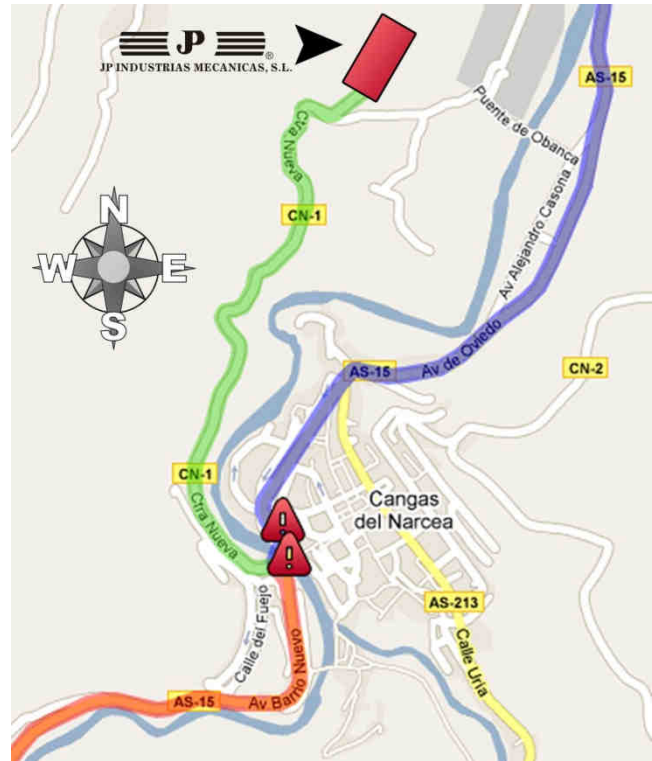 JP
®
JP INDUSTRIAS MECANICAS, S.L.
AS-15
Puente de Obanca
Ctra Nueva
Av Alejandro Casona
N
CN-1
W E
S
AS-15
Av de Oviedo
CN-2
CN-1
Cangas
del Narcea
Ctra Nueva
!
!
AS-213
Calle del Fuejo
Calle Uría
Av Barrio Nuevo
AS-15